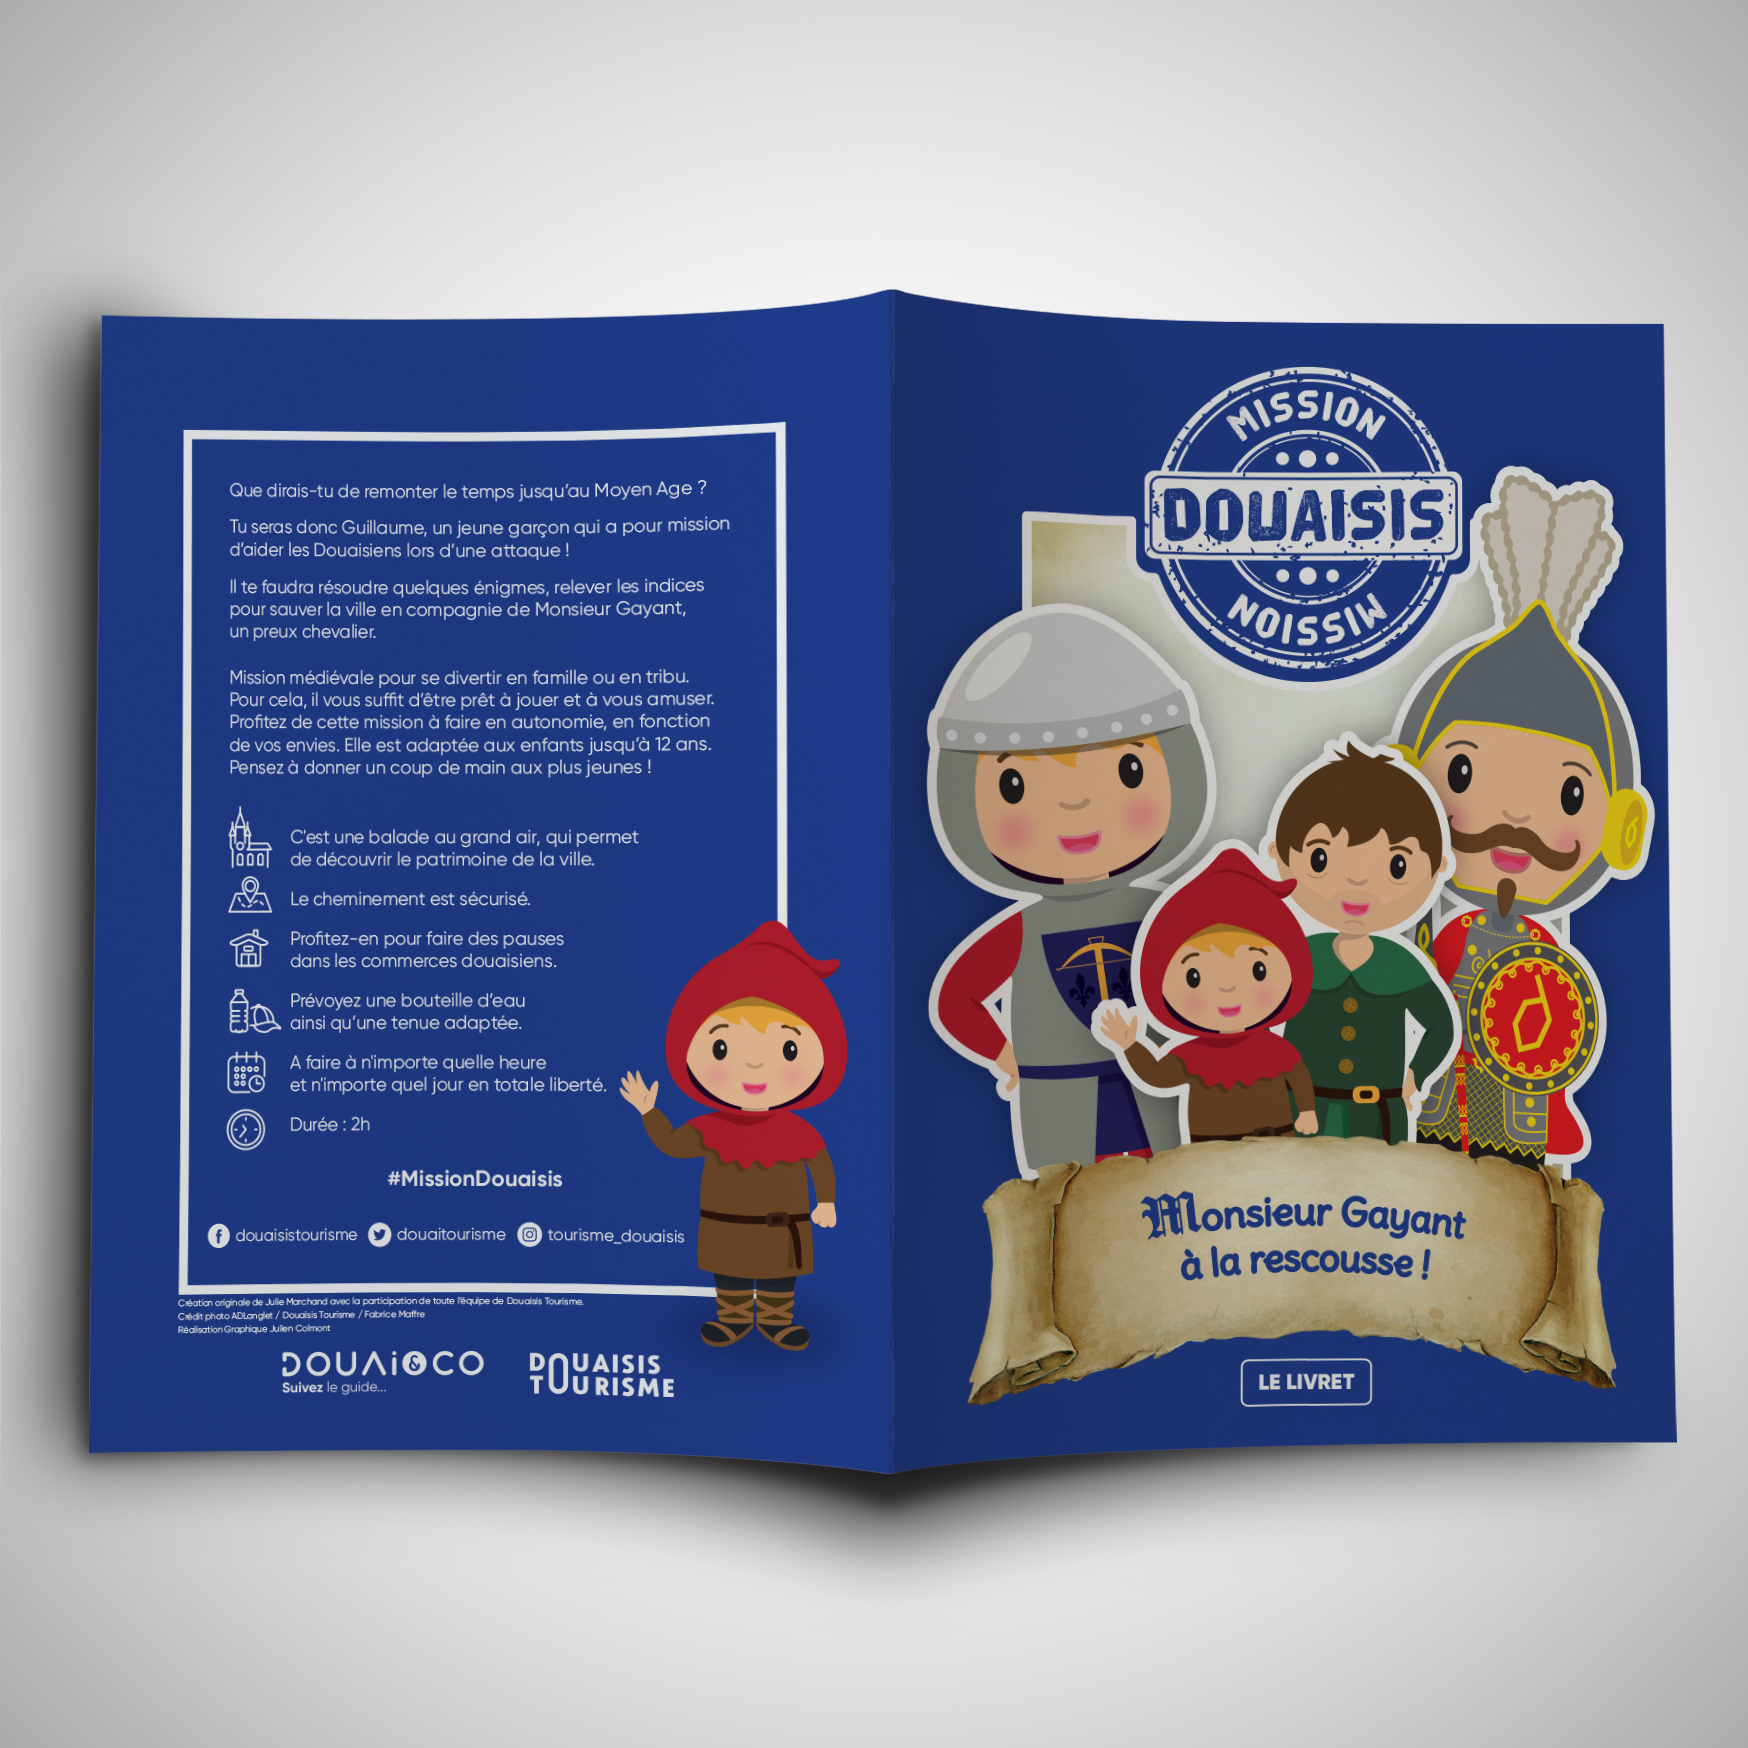 Que dirais-tu de remonter le temps jusqu'au Moyen Age ?
Tu seras donc Guillaume, un jeune garçon qui a pour mission
d'aider les Douaisiens lors d'une attaque !
Il te faudra résoudre quelques énigmes, relever les indices
pour sauver la ville en compagnie de Monsieur Gayant,
un preux chevalier.
Mission médiévale pour se divertir en famille ou en tribu.
Pour cela, il vous suffit d'être prêt à jouer et à vous amuser.
Profitez de cette mission à faire en autonomie, en fonction
de vos envies. Elle est adaptée aux enfants jusqu'à 12 ans.
Pensez à donner un coup de main aux plus jeunes !
C'est une balade au grand air, qui permet
de découvrir le patrimoine de la ville.
Le cheminement est sécurisé.
Profitez-en pour faire des pauses
dans les commerces douaisiens.
Prévoyez une bouteille d'eau
ainsi qu'une tenue adaptée.
A faire à n'importe quelle heure
et n'importe quel jour en totale liberté.
Durée : 2h
#MissionDouaisis
douaisistourisme douaitourisme tourisme_douaisis
Création originale de Julie Marchand avec la participation de toute l'équipe de Douaisis Tourisme.
Crédit photo ADLanglet / Douaisis Tourisme / Fabrice Maffre
Réalisation Graphique Julien Colmont
DOUAi&CO
Suivez le guide...
DOUAISIS
TOURISME
MISSION
DOUAISIS
MISSION
Monsieur Gayant
à la rescousse !
LE LIVRET